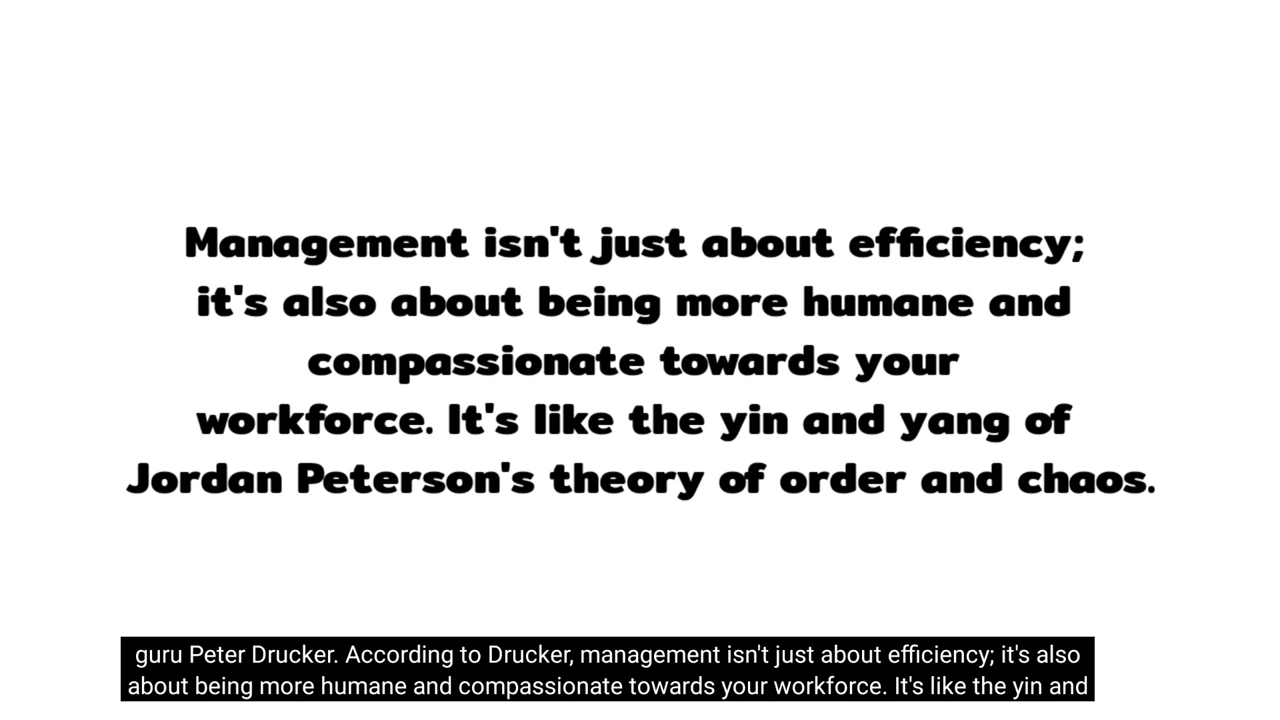 Management isn't just about efficiency;
it's also about being more humane and
compassionate towards your
workforce. It's like the yin and yang of
Jordan Peterson's theory of order and chaos.
guru Peter Drucker. According to Drucker, management isn't just about efficiency; it's also
about being more humane and compassionate towards your workforce. It's like the yin and